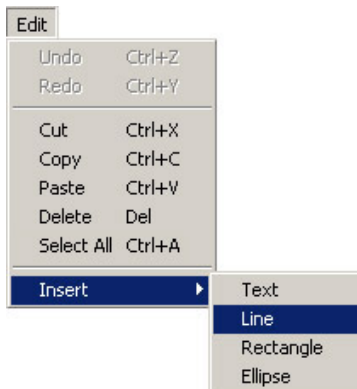 Edit
Undo Ctrl+Z
Redo Ctrl+Y
Cut Ctrl+X
Copy Ctrl+C
Paste Ctrl+V
Delete Del
Select All Ctrl+A
Insert
Text
Line
Rectangle
Ellipse